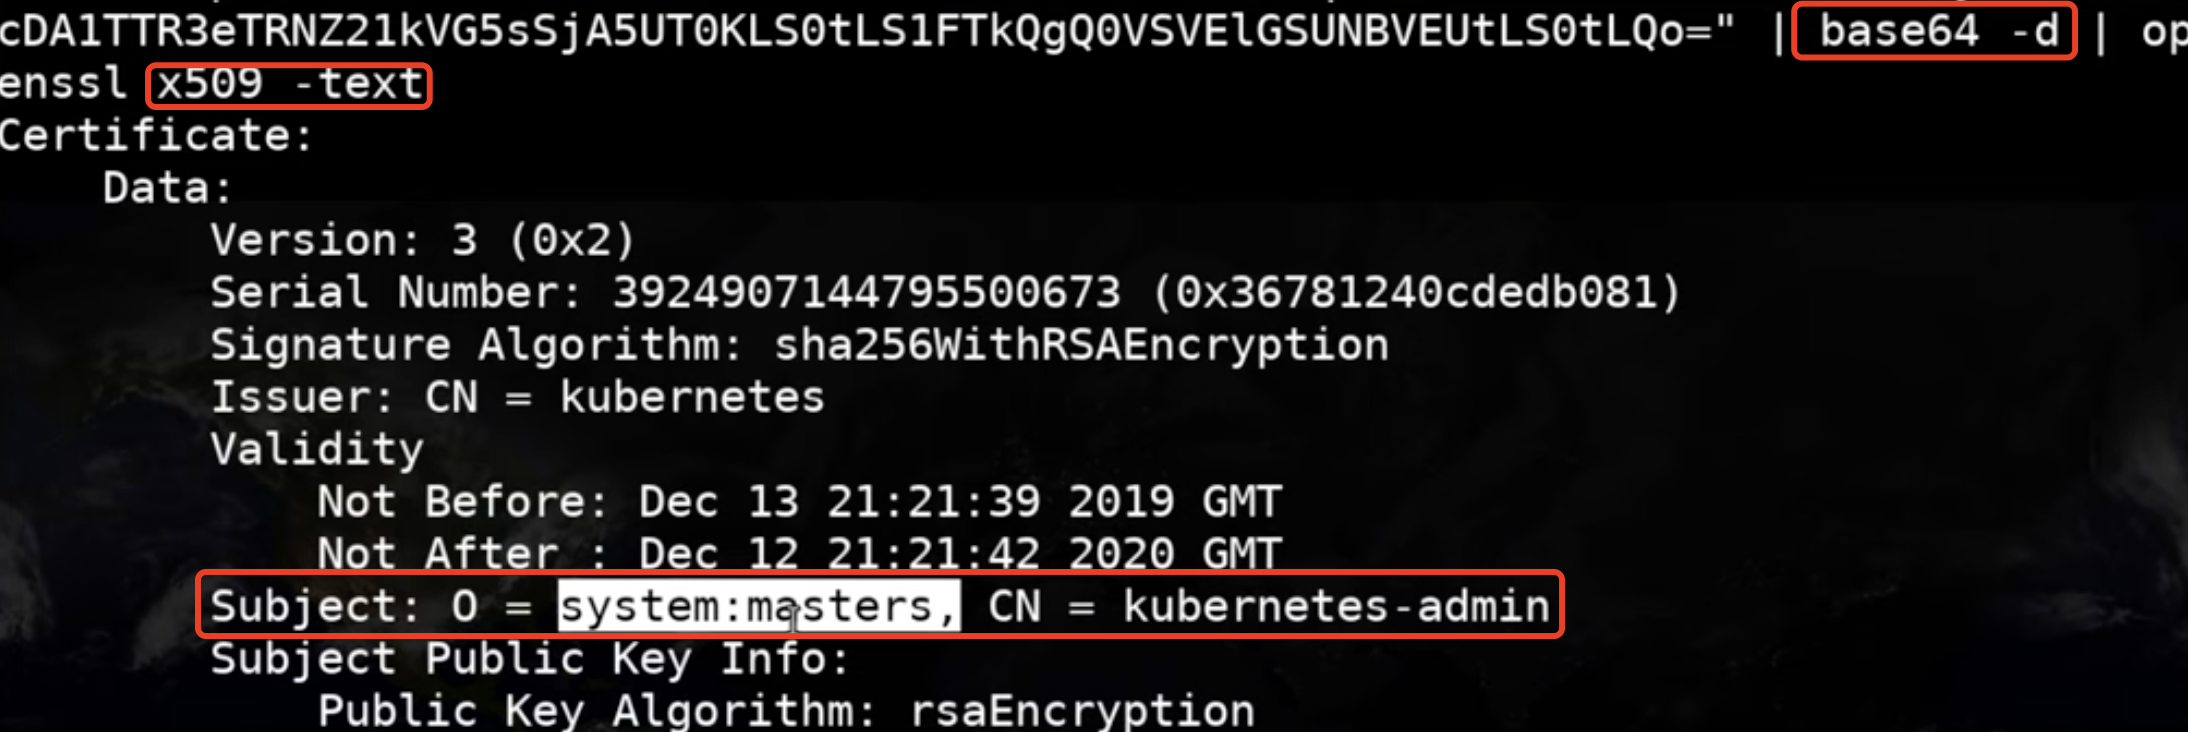 cDA1TTR3eTRNZ21kVG5sSjA5UT0KLS0tLS1FTkQgQ0VSVElGSUNBVEUtLS0tLQo=" | base64 -d | op
enssl x509 -text
Certificate:
Data:
Version: 3 (0x2)
Serial Number: 3924907144795500673 (0x36781240cdedb081)
Signature Algorithm: sha256WithRSAEncryption
Issuer: CN = kubernetes
Validity
Not Before: Dec 13 21:21:39 2019 GMT
Not After : Dec 12 21:21:42 2020 GMT
Subject: O = system:masters, CN = kubernetes-admin
Subject Public Key Info:
Public Key Algorithm: rsaEncryption